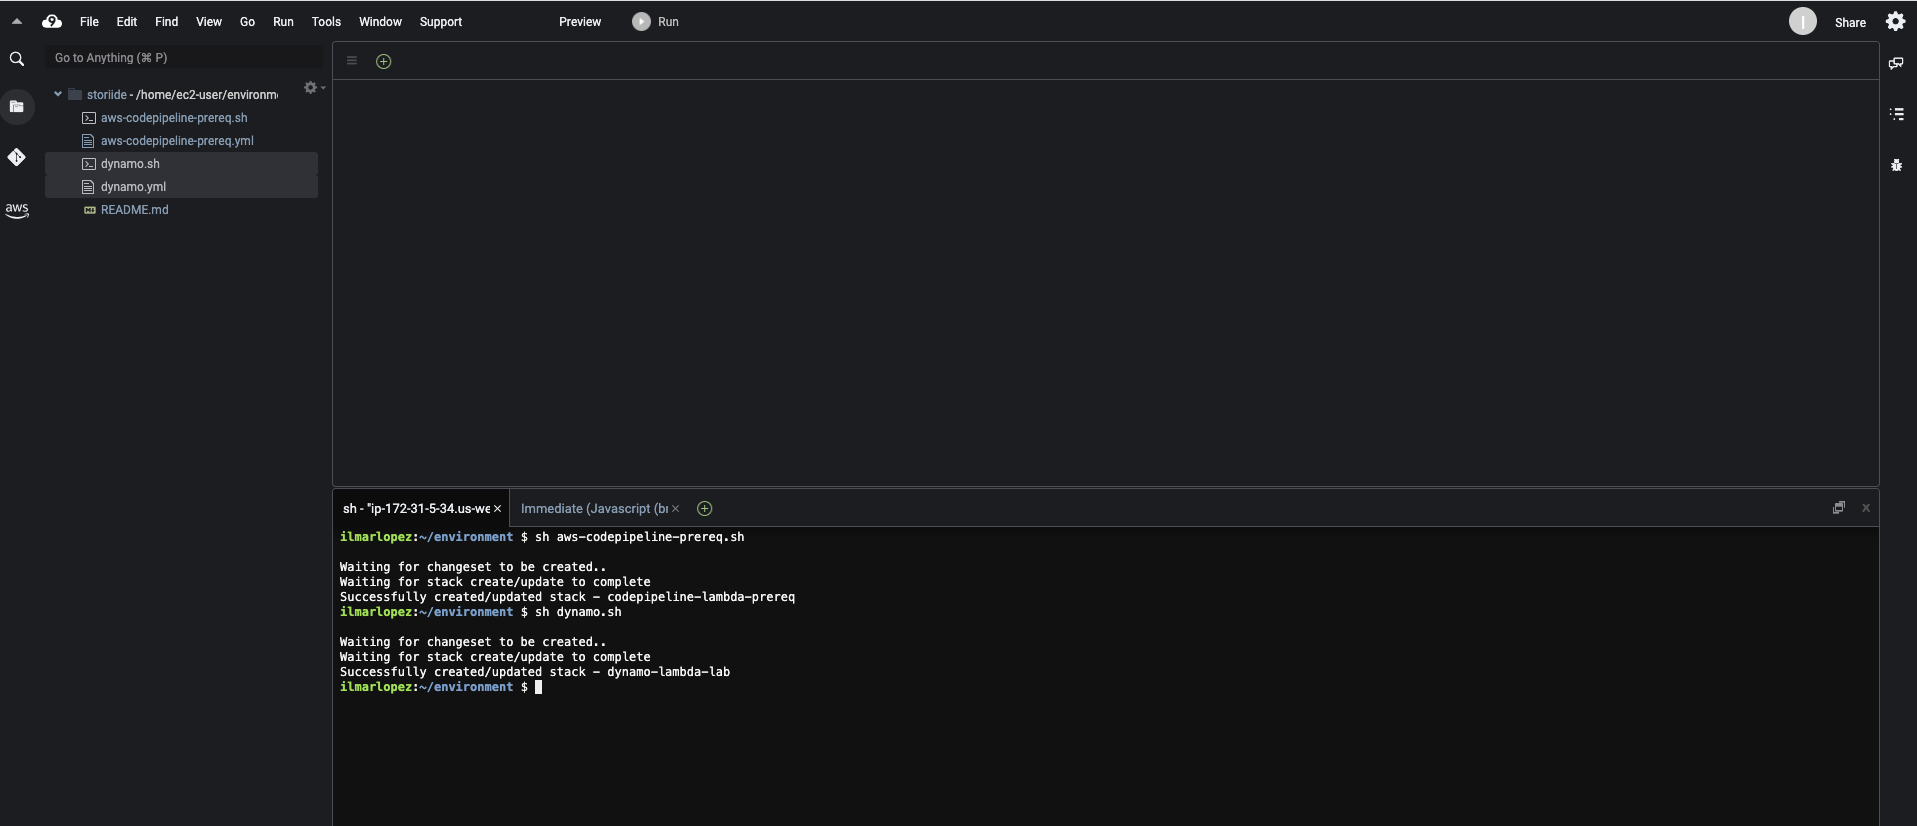 9 File Edit Find View Go Run Tools Window Support Preview Run Share
Go to Anything (⌘ P)
storiide - /home/ec2-user/environm
aws-codepipeline-prereq.sh
aws-codepipeline-prereq.yml
dynamo.sh
dynamo.yml
README.md
aws
sh - "ip-172-31-5-34.us-we × Immediate (Javascript (br ×
ilmarlopez:~/environment $ sh aws-codepipeline-prereq.sh
Waiting for changeset to be created..
Waiting for stack create/update to complete
Successfully created/updated stack - codepipeline-lambda-prereq
ilmarlopez:~/environment $ sh dynamo.sh
Waiting for changeset to be created..
Waiting for stack create/update to complete
Successfully created/updated stack - dynamo-lambda-lab
ilmarlopez:~/environment $